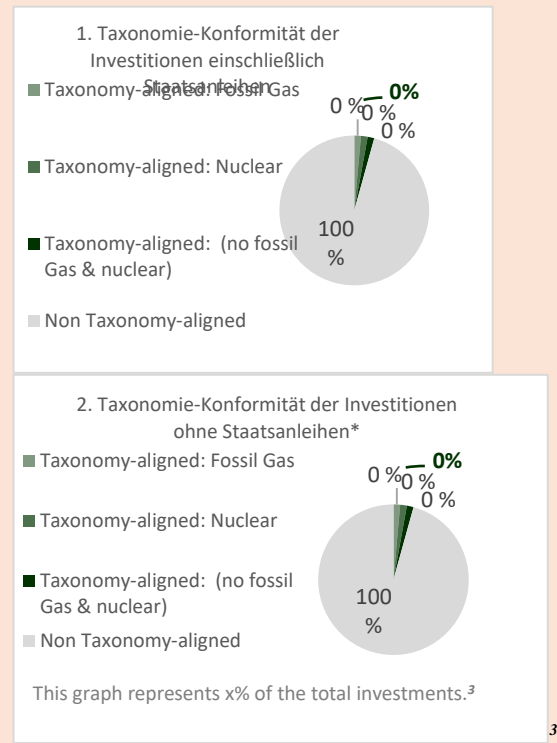 1. Taxonomie-Konformität der
Investitionen einschließlich
Staatsanleihen
Taxonomy-aligned: Fossil Gas
Taxonomy-aligned: Nuclear
Taxonomy-aligned: (no fossil
Gas & nuclear)
Non Taxonomy-aligned
0 % 0 % 0%
0 %
100
%
2. Taxonomie-Konformität der Investitionen
ohne Staatsanleihen*
Taxonomy-aligned: Fossil Gas
Taxonomy-aligned: Nuclear
Taxonomy-aligned: (no fossil
Gas & nuclear)
Non Taxonomy-aligned
0 % 0 % 0%
0 %
100
%
This graph represents x% of the total investments.³
3